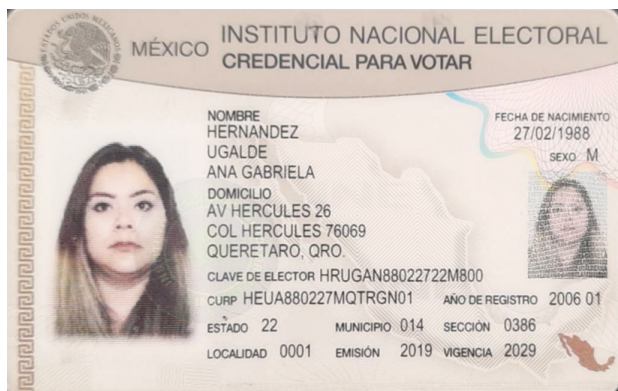 INSTITUTO NACIONAL ELECTORAL
MÉXICO
CREDENCIAL PARA VOTAR
NOMBRE
HERNANDEZ
UGALDE
ANA GABRIELA
FECHA DE NACIMIENTO
27/02/1988
SEXO M
DOMICILIO
AV HERCULES 26
COL HERCULES 76069
QUERETARO, QRO.
CLAVE DE ELECTOR HRUGAN88022722M800
CURP HEUA880227MQTRGN01 AÑO DE REGISTRO 2006 01
ESTADO 22 MUNICIPIO 014 SECCIÓN 0386
LOCALIDAD 0001 EMISIÓN 2019 VIGENCIA 2029